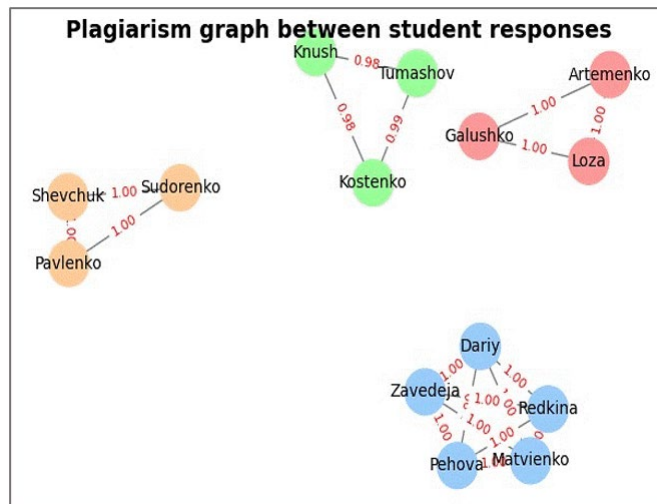 Plagiarism graph between student responses
Knush
0.98
Tumashov
Artemenko
0.98
0.99
1.00
1.00
Galushko
1.00
Loza
Kostenko
Shevchuk
1.00
Sudorenko
1.00
Pavlenko
Dariy
1.00
1.00
Zavedeja
1.00
Redkina
1.00
1.00
1.00
Pehova
1.00
Matvienko